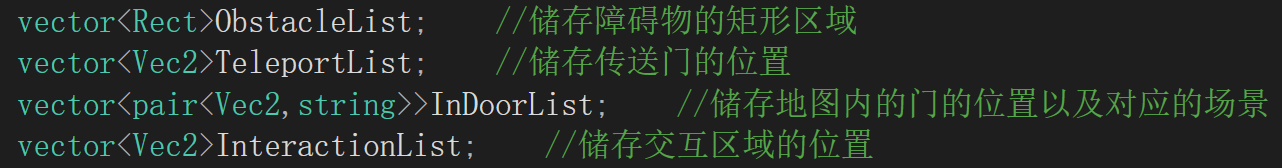 vector<Rect>ObstacleList;    //储存障碍物的矩形区域
vector<Vec2>TeleportList;    //储存传送门的位置
vector<pair<Vec2,string>>InDoorList;    //储存地图内的门的位置以及对应的场景
vector<Vec2>InteractionList;    //储存交互区域的位置